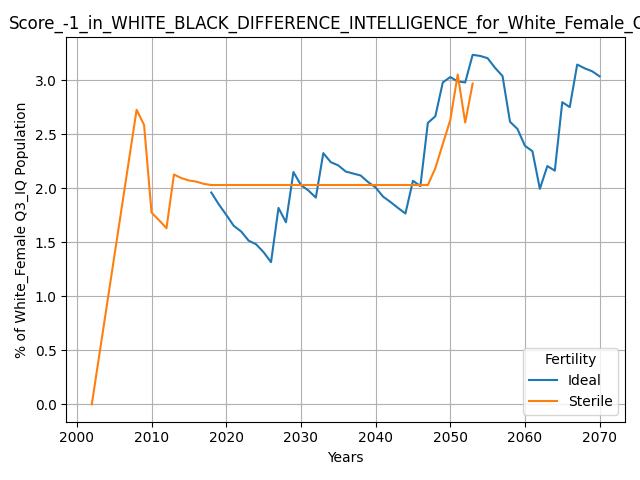 Score_-1_in_WHITE_BLACK_DIFFERENCE_INTELLIGENCE_for_White_Female_
% of White_Female Q3_IQ Population
3.0
2.5
2.0
1.5
1.0
0.5
0.0
Fertility
Ideal
Sterile
2000 2010 2020 2030 2040 2050 2060 2070
Years